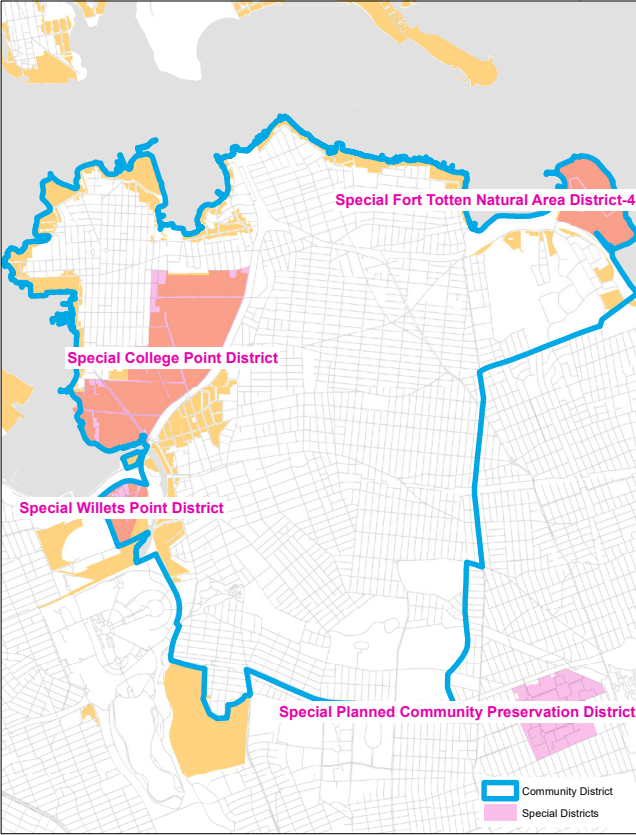 Special Fort Totten Natural Area District-4
Special College Point District
Special Willets Point District
Special Planned Community Preservation District
Community District
Special Districts